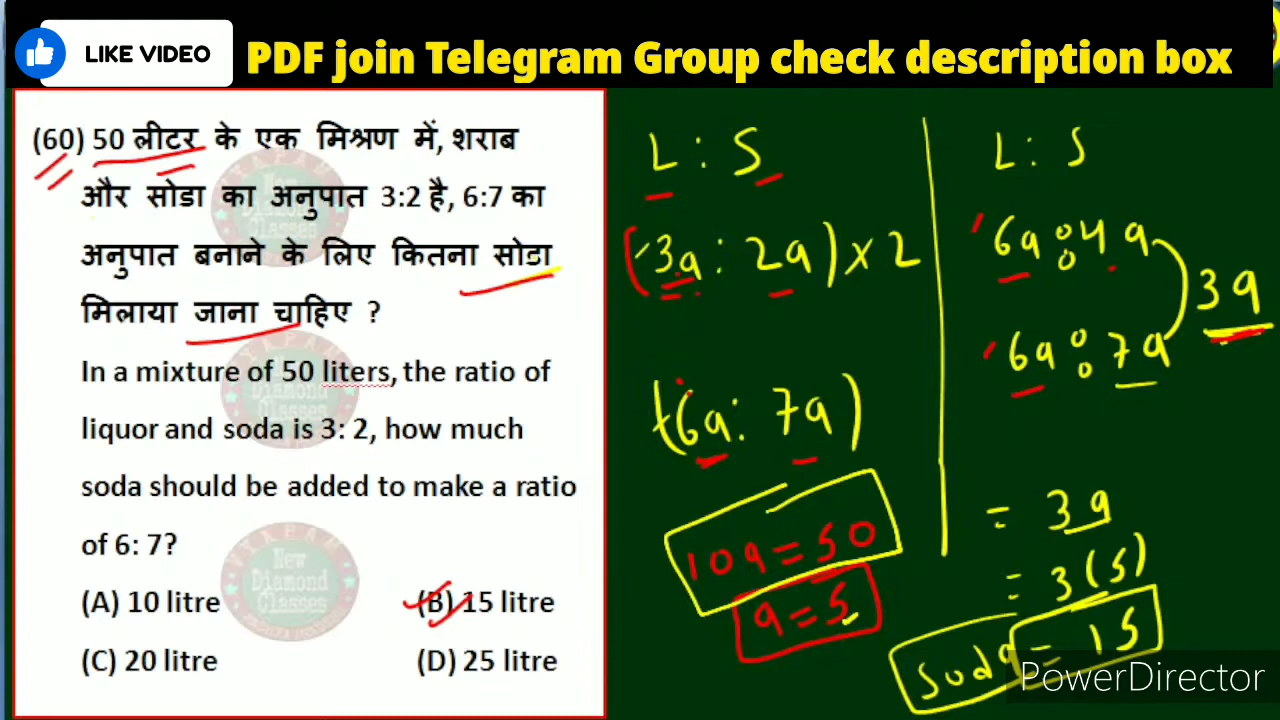 LIKE VIDEO
PDF join Telegram Group check description box
(60) 50 लीटर के एक मिश्रण में, शराब
और सोडा का अनुपात 3:2 है, 6:7 का
अनुपात बनाने के लिए कितना सोडा
मिलाया जाना चाहिए ?
In a mixture of 50 liters, the ratio of
liquor and soda is 3: 2, how much
soda should be added to make a ratio
of 6: 7?
(A) 10 litre (B) 15 litre
(C) 20 litre (D) 25 litre
New
Diamond
Classes
L : S
(3a : 2a) × 2
(6a : 7a)
10a = 50
a = 5
L : S
6a : 4a
3a
6a : 7a
= 3a
= 3(5)
soda = 15
PowerDirector